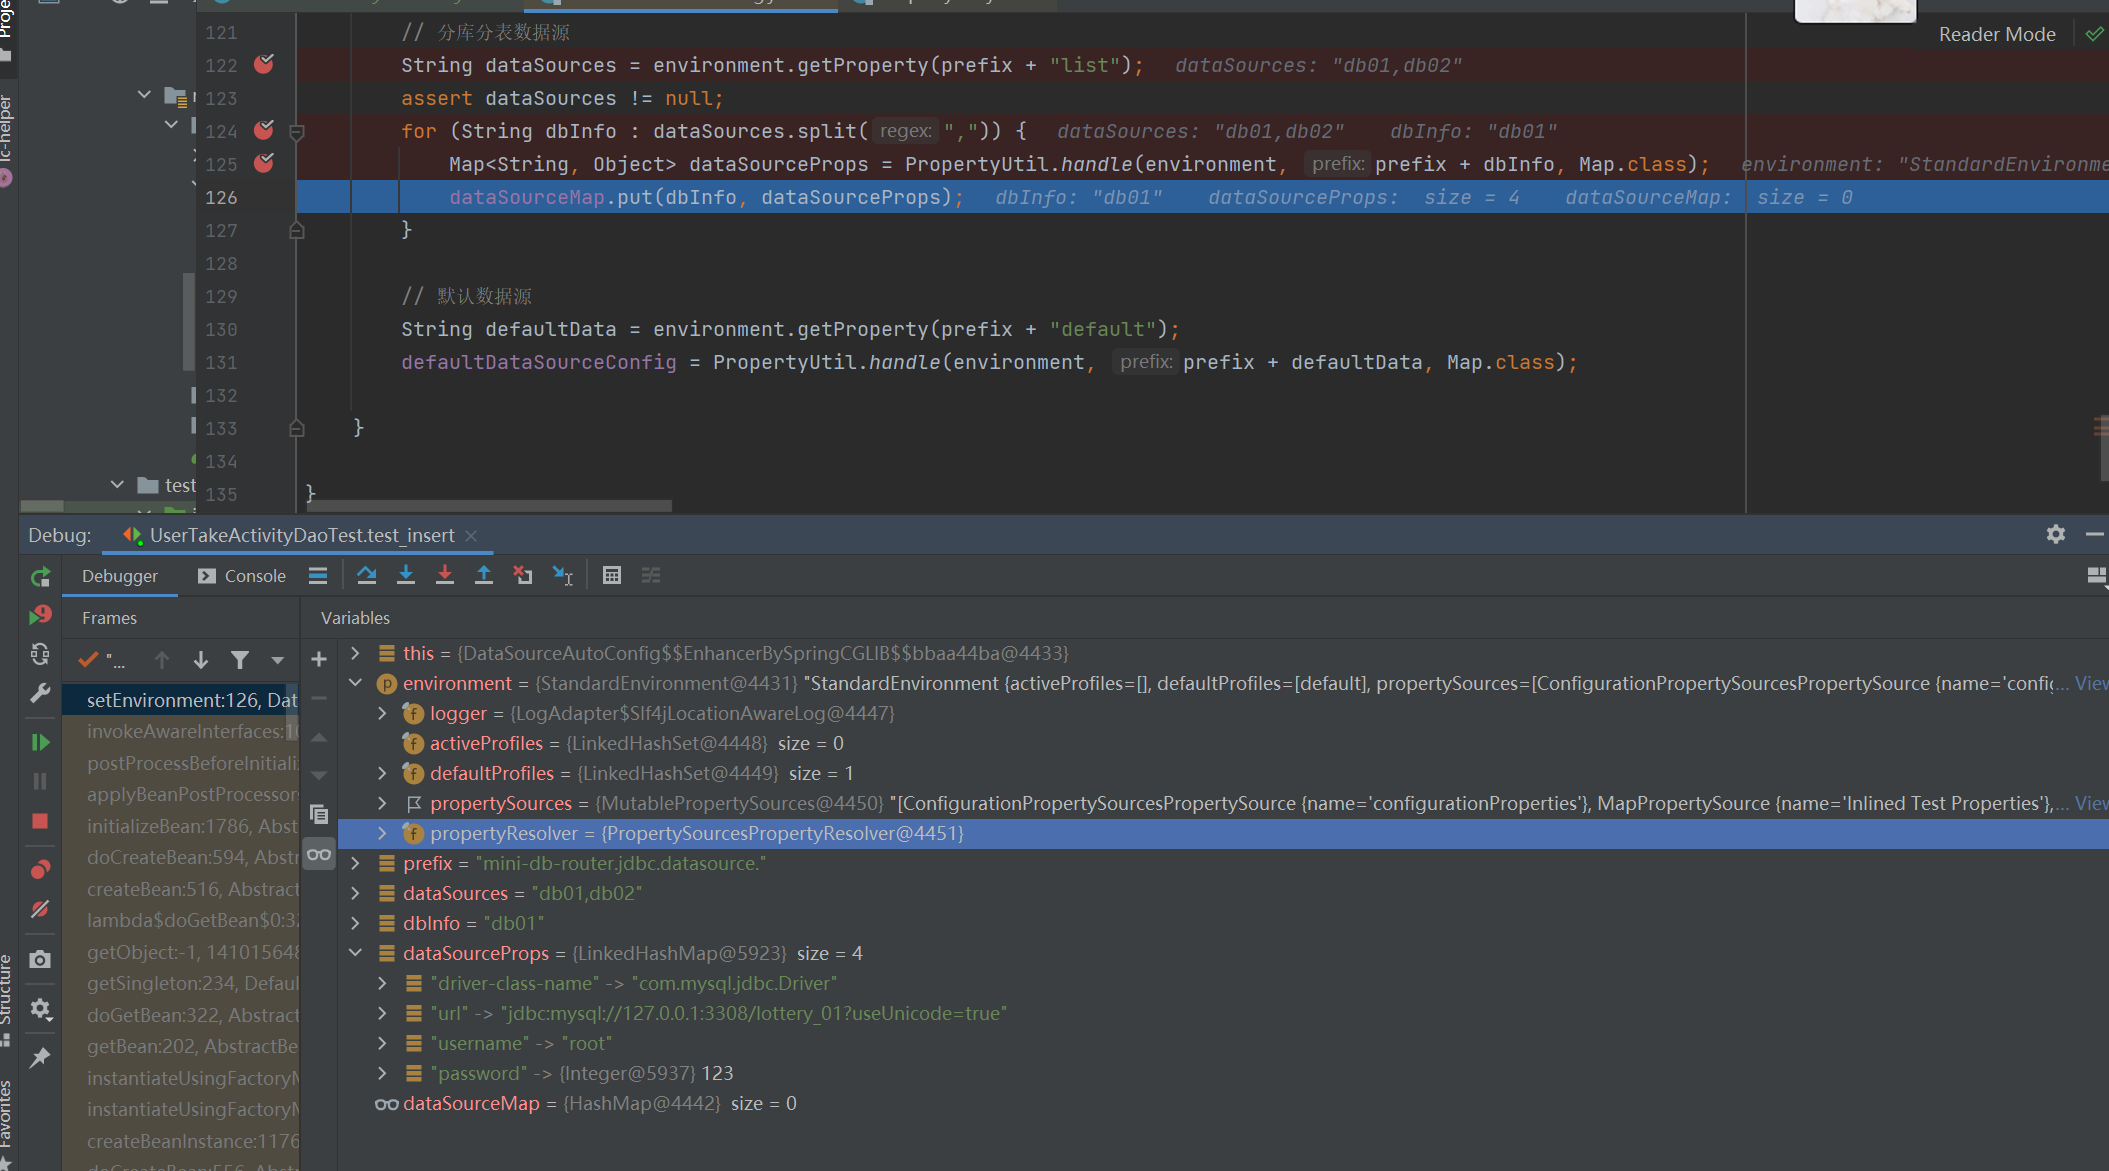 Reader Mode
121 // 分库分表数据源
122 String dataSources = environment.getProperty(prefix + "list"); dataSources: "db01,db02"
123 assert dataSources != null;
124 for (String dbInfo : dataSources.split( regex: ",")) { dataSources: "db01,db02" dbInfo: "db01"
125 Map<String, Object> dataSourceProps = PropertyUtil.handle(environment, prefix: prefix + dbInfo, Map.class); environment: "StandardEnvironme
126 dataSourceMap.put(dbInfo, dataSourceProps); dbInfo: "db01" dataSourceProps: size = 4 dataSourceMap: size = 0
127 }
128
129 // 默认数据源
130 String defaultData = environment.getProperty(prefix + "default");
131 defaultDataSourceConfig = PropertyUtil.handle(environment, prefix: prefix + defaultData, Map.class);
132
133 }
134
135 }
test
Proje
lc-helper
Structure
Favorites
Debug: UserTakeActivityDaoTest.test_insert
Debugger Console
Frames
Variables
"...
setEnvironment:126, Dat
invokeAwareInterfaces:10
postProcessBeforeInitializ
applyBeanPostProcessor
initializeBean:1786, Abst
doCreateBean:594, Abstr
createBean:516, Abstract
lambda$doGetBean$0:32
getObject:-1, 141015648
getSingleton:234, Defaul
doGetBean:322, Abstract
getBean:202, AbstractBe
instantiateUsingFactoryM
instantiateUsingFactoryM
createBeanInstance:1176
doCreateBean:556, Abstr
this = {DataSourceAutoConfig$$EnhancerBySpringCGLIB$$bbaa44ba@4433}
environment = {StandardEnvironment@4431} "StandardEnvironment {activeProfiles=[], defaultProfiles=[default], propertySources=[ConfigurationPropertySourcesPropertySource {name='config... View
logger = {LogAdapter$Slf4jLocationAwareLog@4447}
activeProfiles = {LinkedHashSet@4448} size = 0
defaultProfiles = {LinkedHashSet@4449} size = 1
propertySources = {MutablePropertySources@4450} "[ConfigurationPropertySourcesPropertySource {name='configurationProperties'}, MapPropertySource {name='Inlined Test Properties'},... View
propertyResolver = {PropertySourcesPropertyResolver@4451}
prefix = "mini-db-router.jdbc.datasource."
dataSources = "db01,db02"
dbInfo = "db01"
dataSourceProps = {LinkedHashMap@5923} size = 4
"driver-class-name" -> "com.mysql.jdbc.Driver"
"url" -> "jdbc:mysql://127.0.0.1:3308/lottery_01?useUnicode=true"
"username" -> "root"
"password" -> {Integer@5937} 123
dataSourceMap = {HashMap@4442} size = 0